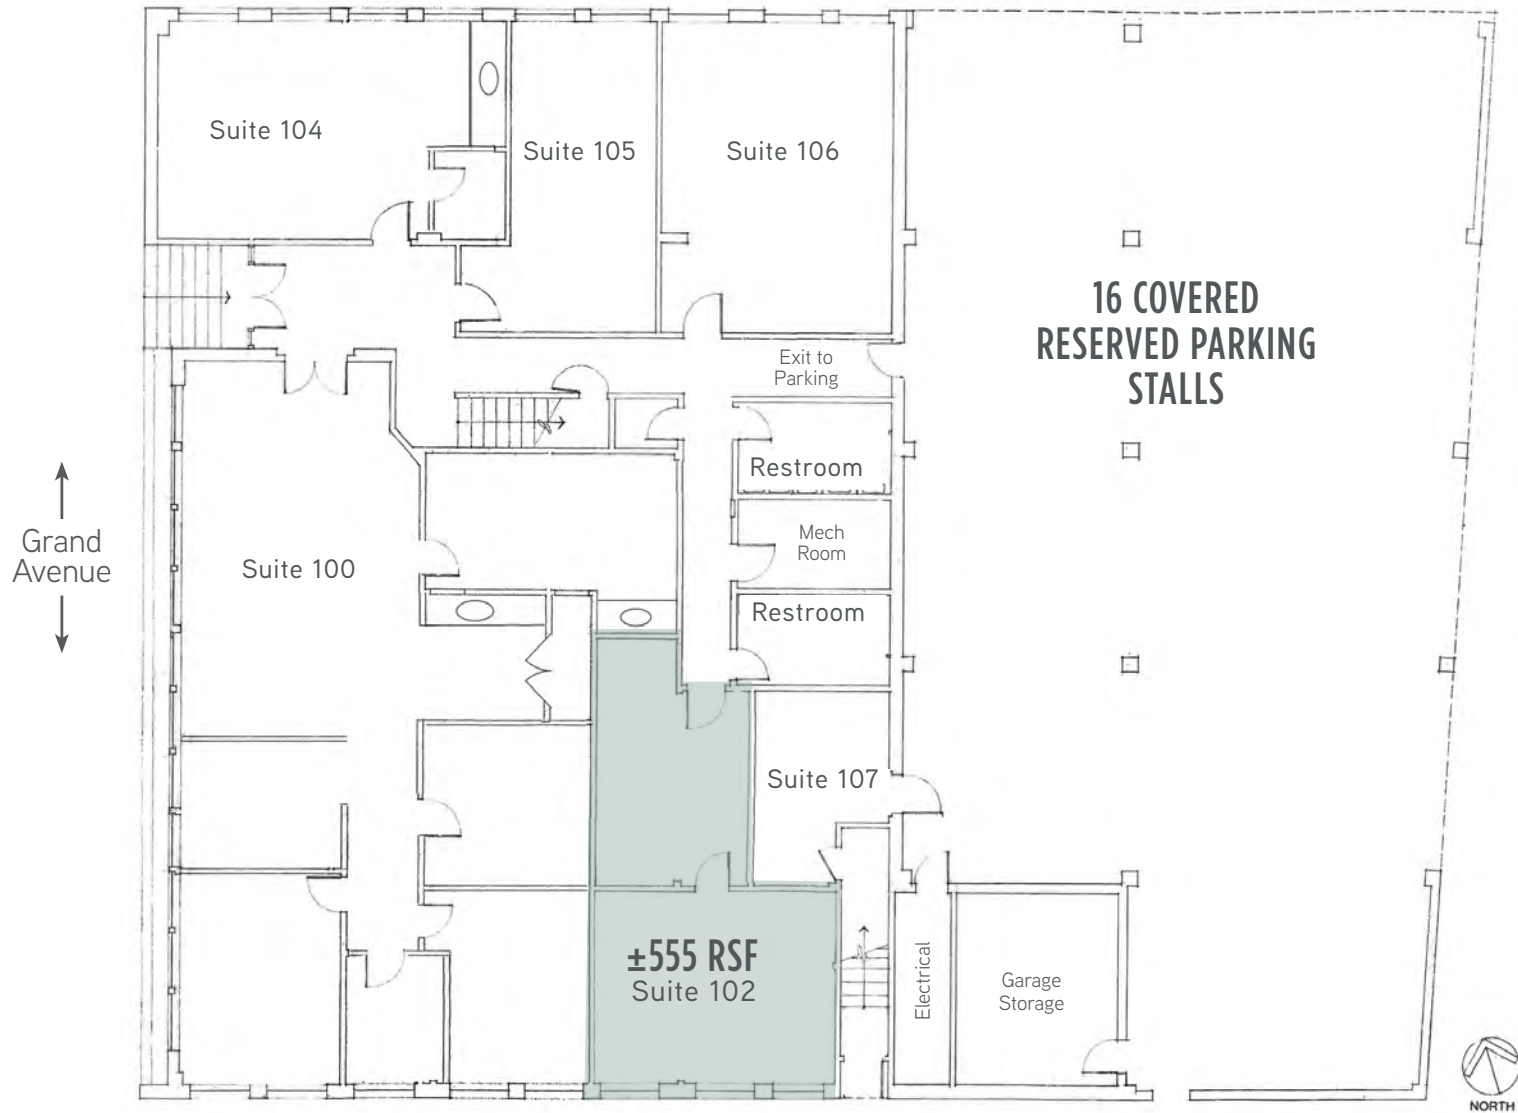 Suite 104
Suite 105
Suite 106
16 COVERED
RESERVED PARKING
STALLS
Exit to
Parking
Restroom
Mech
Room
Grand
Avenue
Suite 100
Restroom
Suite 107
±555 RSF
Suite 102
Electrical
Garage
Storage
NORTH